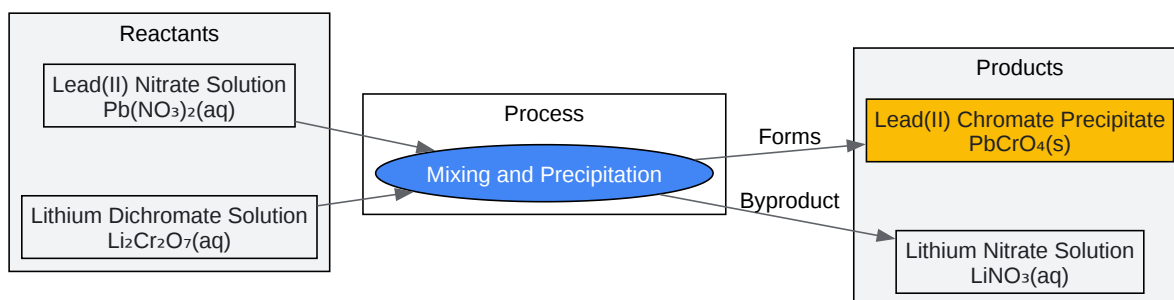 Reactants
Lead(II) Nitrate Solution
Pb(NO₃)₂(aq)
Lithium Dichromate Solution
Li₂Cr₂O₇(aq)
Process
Mixing and Precipitation
Forms
Byproduct
Products
Lead(II) Chromate Precipitate
PbCrO₄(s)
Lithium Nitrate Solution
LiNO₃(aq)